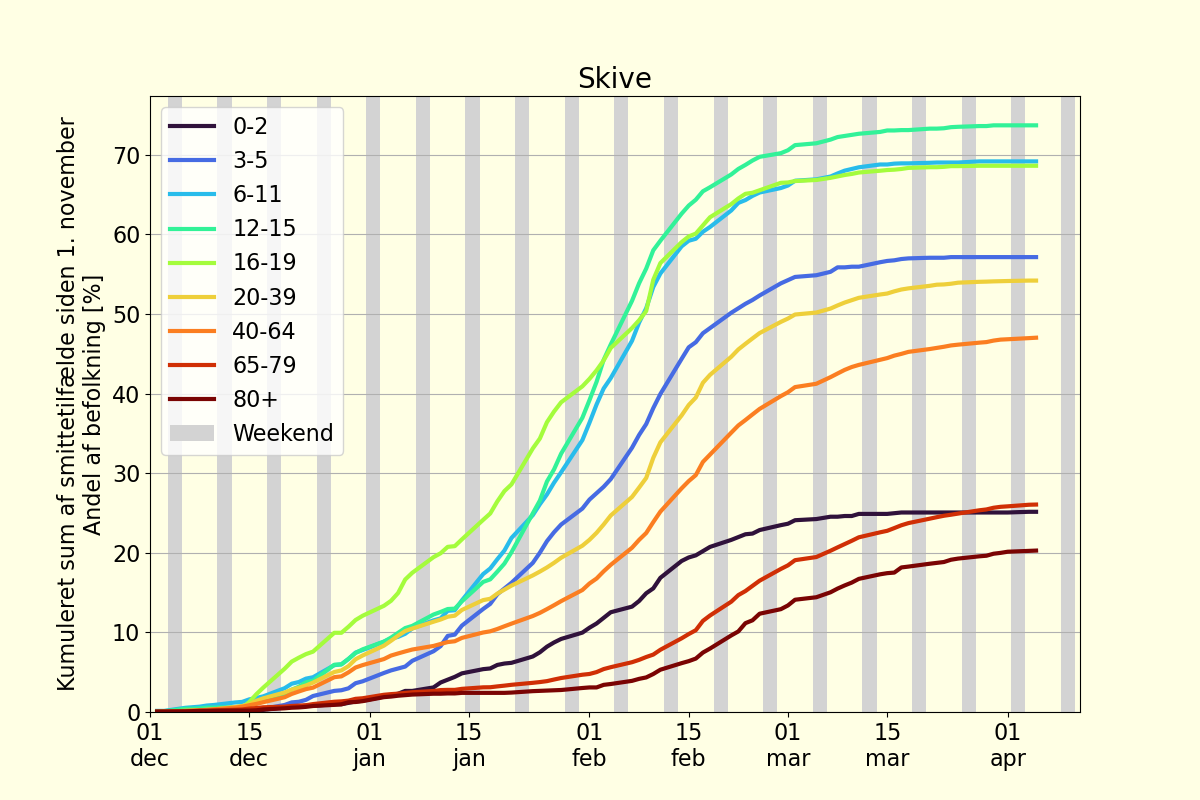 Skive
Kumuleret sum af smittetilfælde siden 1. november
Andel af befolkning [%]
0-2
3-5
6-11
12-15
16-19
20-39
40-64
65-79
80+
Weekend
70
60
50
40
30
20
10
0
01 15 01 15 01 15 01 15 01
dec dec jan jan feb feb mar mar apr